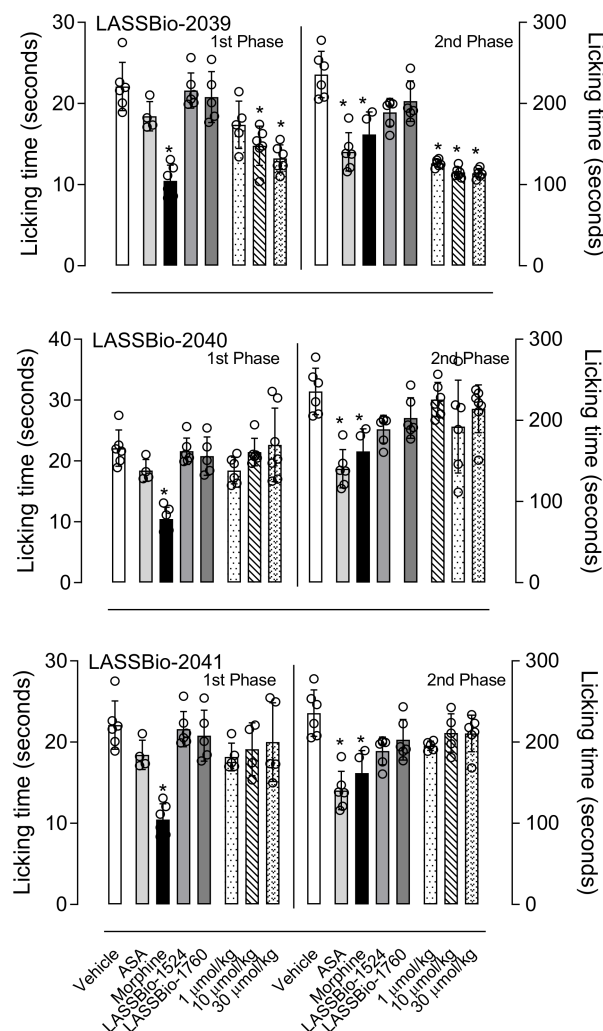 LASSBio-2039
1st Phase
2nd Phase
Licking time (seconds)
30
20
10
0
*
*
*
*
*
*
*
*
300
200
100
0
Licking time (seconds)
LASSBio-2040
1st Phase
2nd Phase
Licking time (seconds)
40
30
20
10
0
*
*
*
300
200
100
0
Licking time (seconds)
LASSBio-2041
1st Phase
2nd Phase
Licking time (seconds)
30
20
10
0
*
*
*
300
200
100
0
Licking time (seconds)
Vehicle
ASA
Morphine
LASSBio-1524
LASSBio-1760
1 µmol/kg
10 µmol/kg
30 µmol/kg
Vehicle
ASA
Morphine
LASSBio-1524
LASSBio-1760
1 µmol/kg
10 µmol/kg
30 µmol/kg